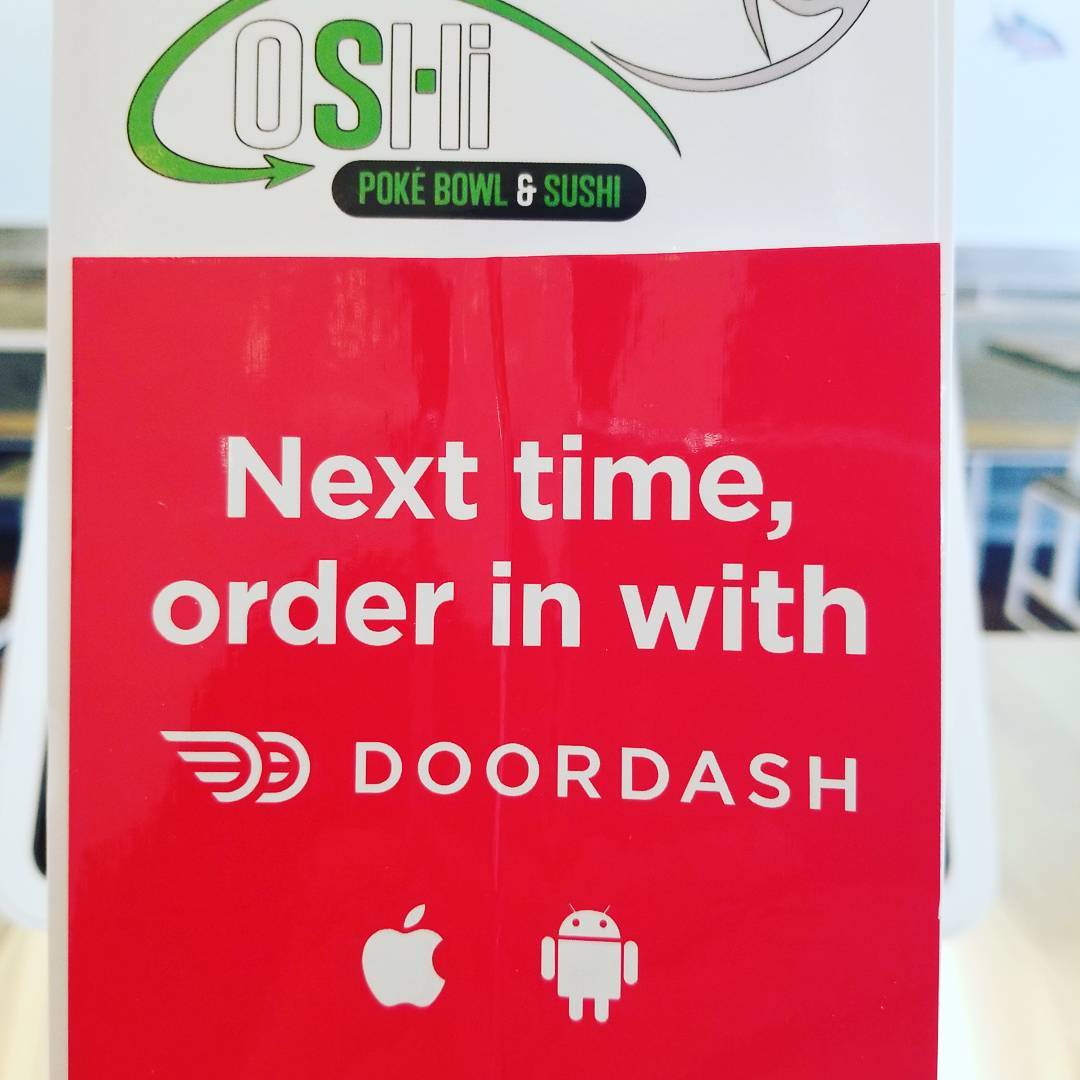 OSHi
POKÉ BOWL & SUSHI
Next time,
order in with
DOORDASH